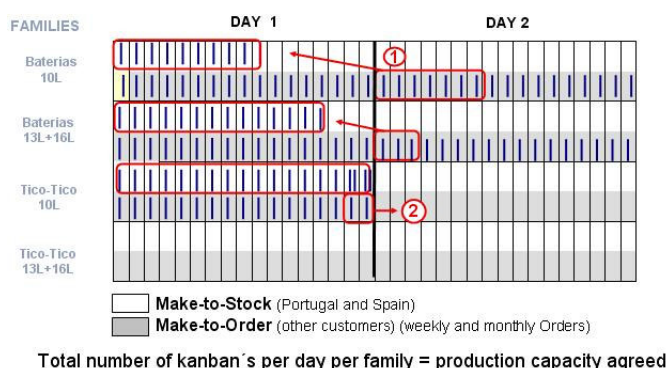 FAMILIES
DAY 1
DAY 2
Baterias
10L
1
Baterias
13L+16L
Tico-Tico
10L
2
Tico-Tico
13L+16L
Make-to-Stock (Portugal and Spain)
Make-to-Order (other customers) (weekly and monthly Orders)
Total number of kanban´s per day per family = production capacity agreed